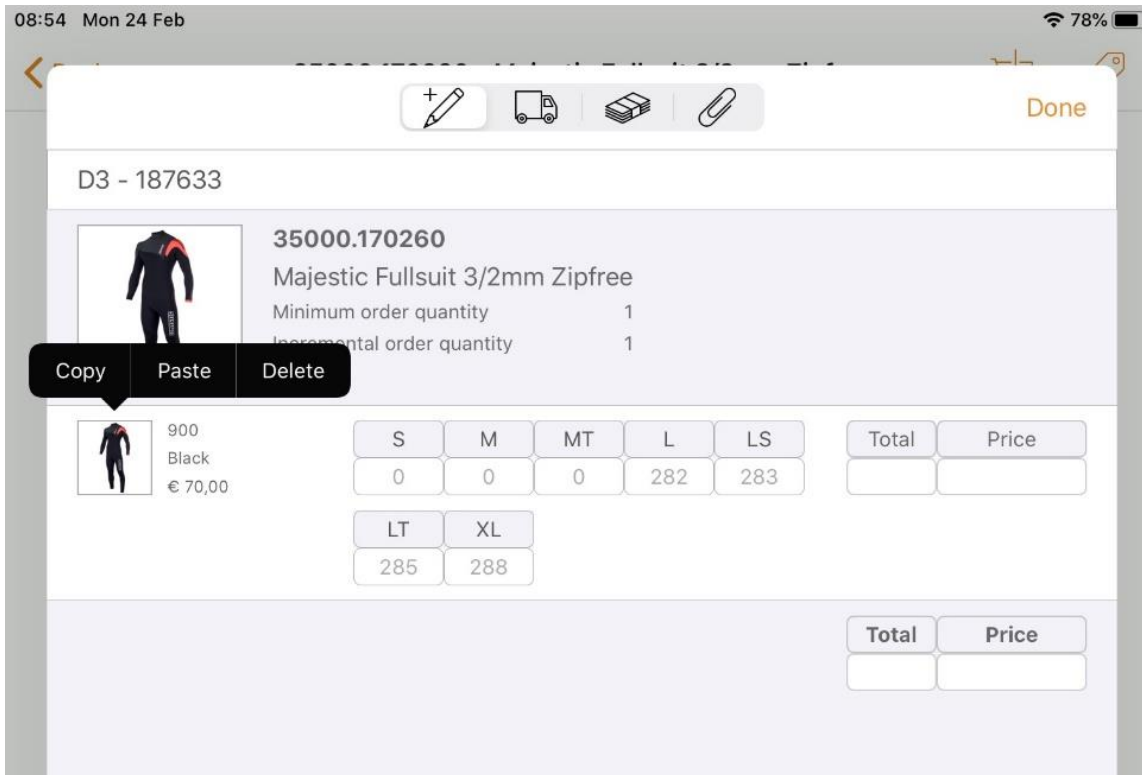 08:54 Mon 24 Feb 78%
Done
D3 - 187633
35000.170260
Majestic Fullsuit 3/2mm Zipfree
Minimum order quantity 1
Incremental order quantity 1
Copy Paste Delete
900
Black
€ 70,00
S M MT L LS Total Price
0 0 0 282 283
LT XL
285 288
Total Price